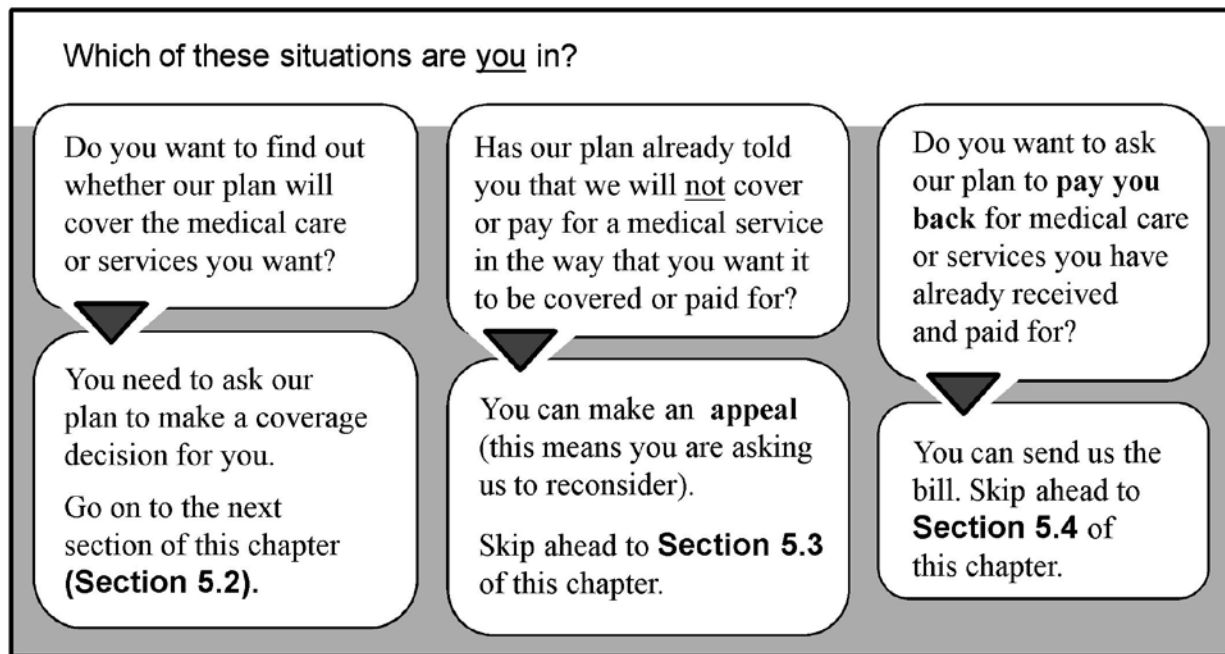 Which of these situations are you in?
Do you want to find out
whether our plan will
cover the medical care
or services you want?
You need to ask our
plan to make a coverage
decision for you.
Go on to the next
section of this chapter
(Section 5.2).
Has our plan already told
you that we will not cover
or pay for a medical service
in the way that you want it
to be covered or paid for?
You can make an appeal
(this means you are asking
us to reconsider).
Skip ahead to Section 5.3
of this chapter.
Do you want to ask
our plan to pay you
back for medical care
or services you have
already received
and paid for?
You can send us the
bill. Skip ahead to
Section 5.4 of
this chapter.